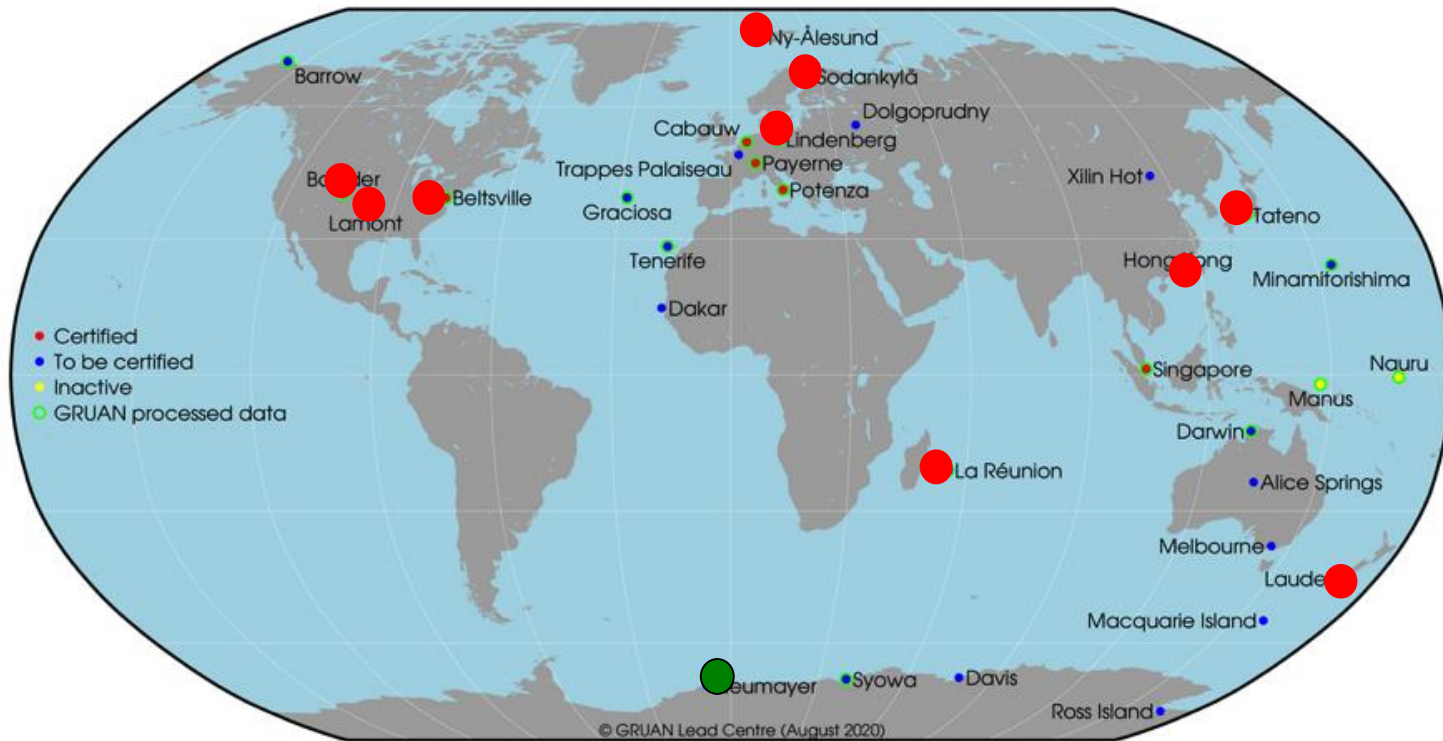 Ny-Ålesund
Barrow
Sodankylä
Dolgoprudny
Cabauw
Lindenberg
Trappes Palaiseau
Payerne
Xilin Hot
Potenza
Beltsville
Graciosa
Lamont
Tateno
Tenerife
Minamitorishima
Dakar
Certified
To be certified
Inactive
GRUAN processed data
Singapore
Nauru
Manus
Darwin
La Réunion
Alice Springs
Melbourne
Macquarie Island
Syowa
Davis
Ross Island
© GRUAN Lead Centre (August 2020)